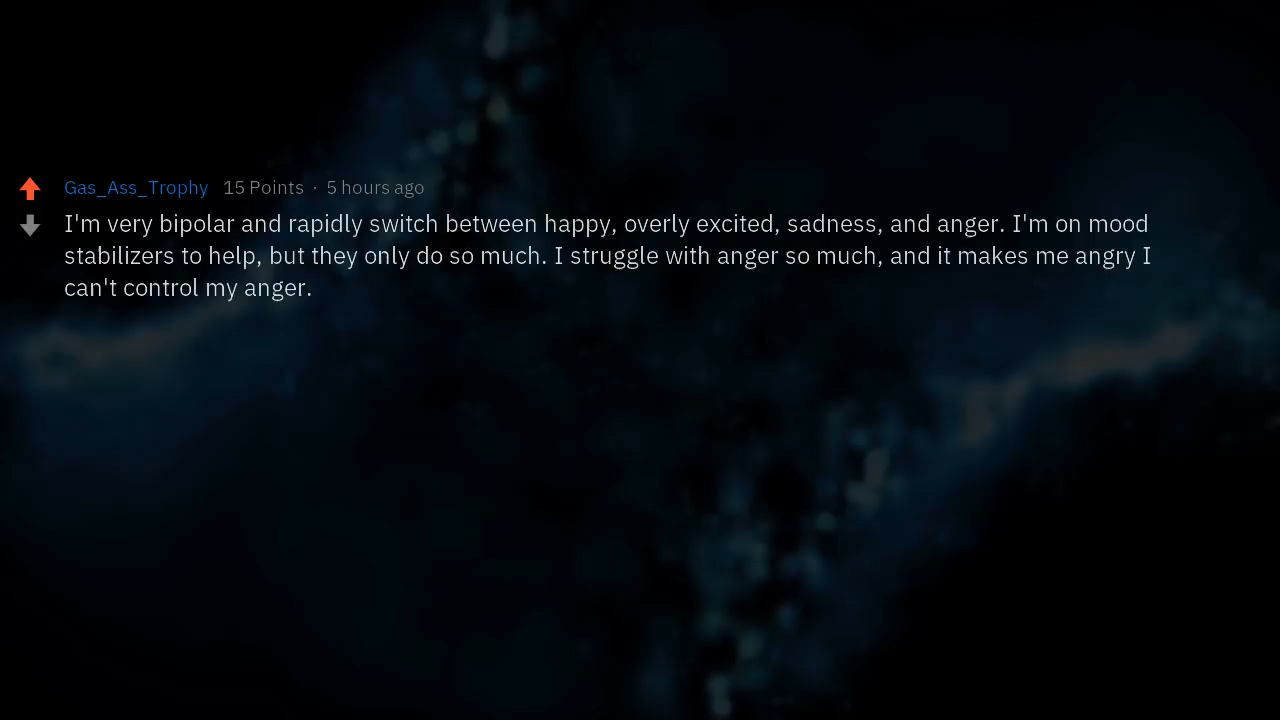 Gas_Ass_Trophy 15 Points · 5 hours ago
I'm very bipolar and rapidly switch between happy, overly excited, sadness, and anger. I'm on mood
stabilizers to help, but they only do so much. I struggle with anger so much, and it makes me angry I
can't control my anger.